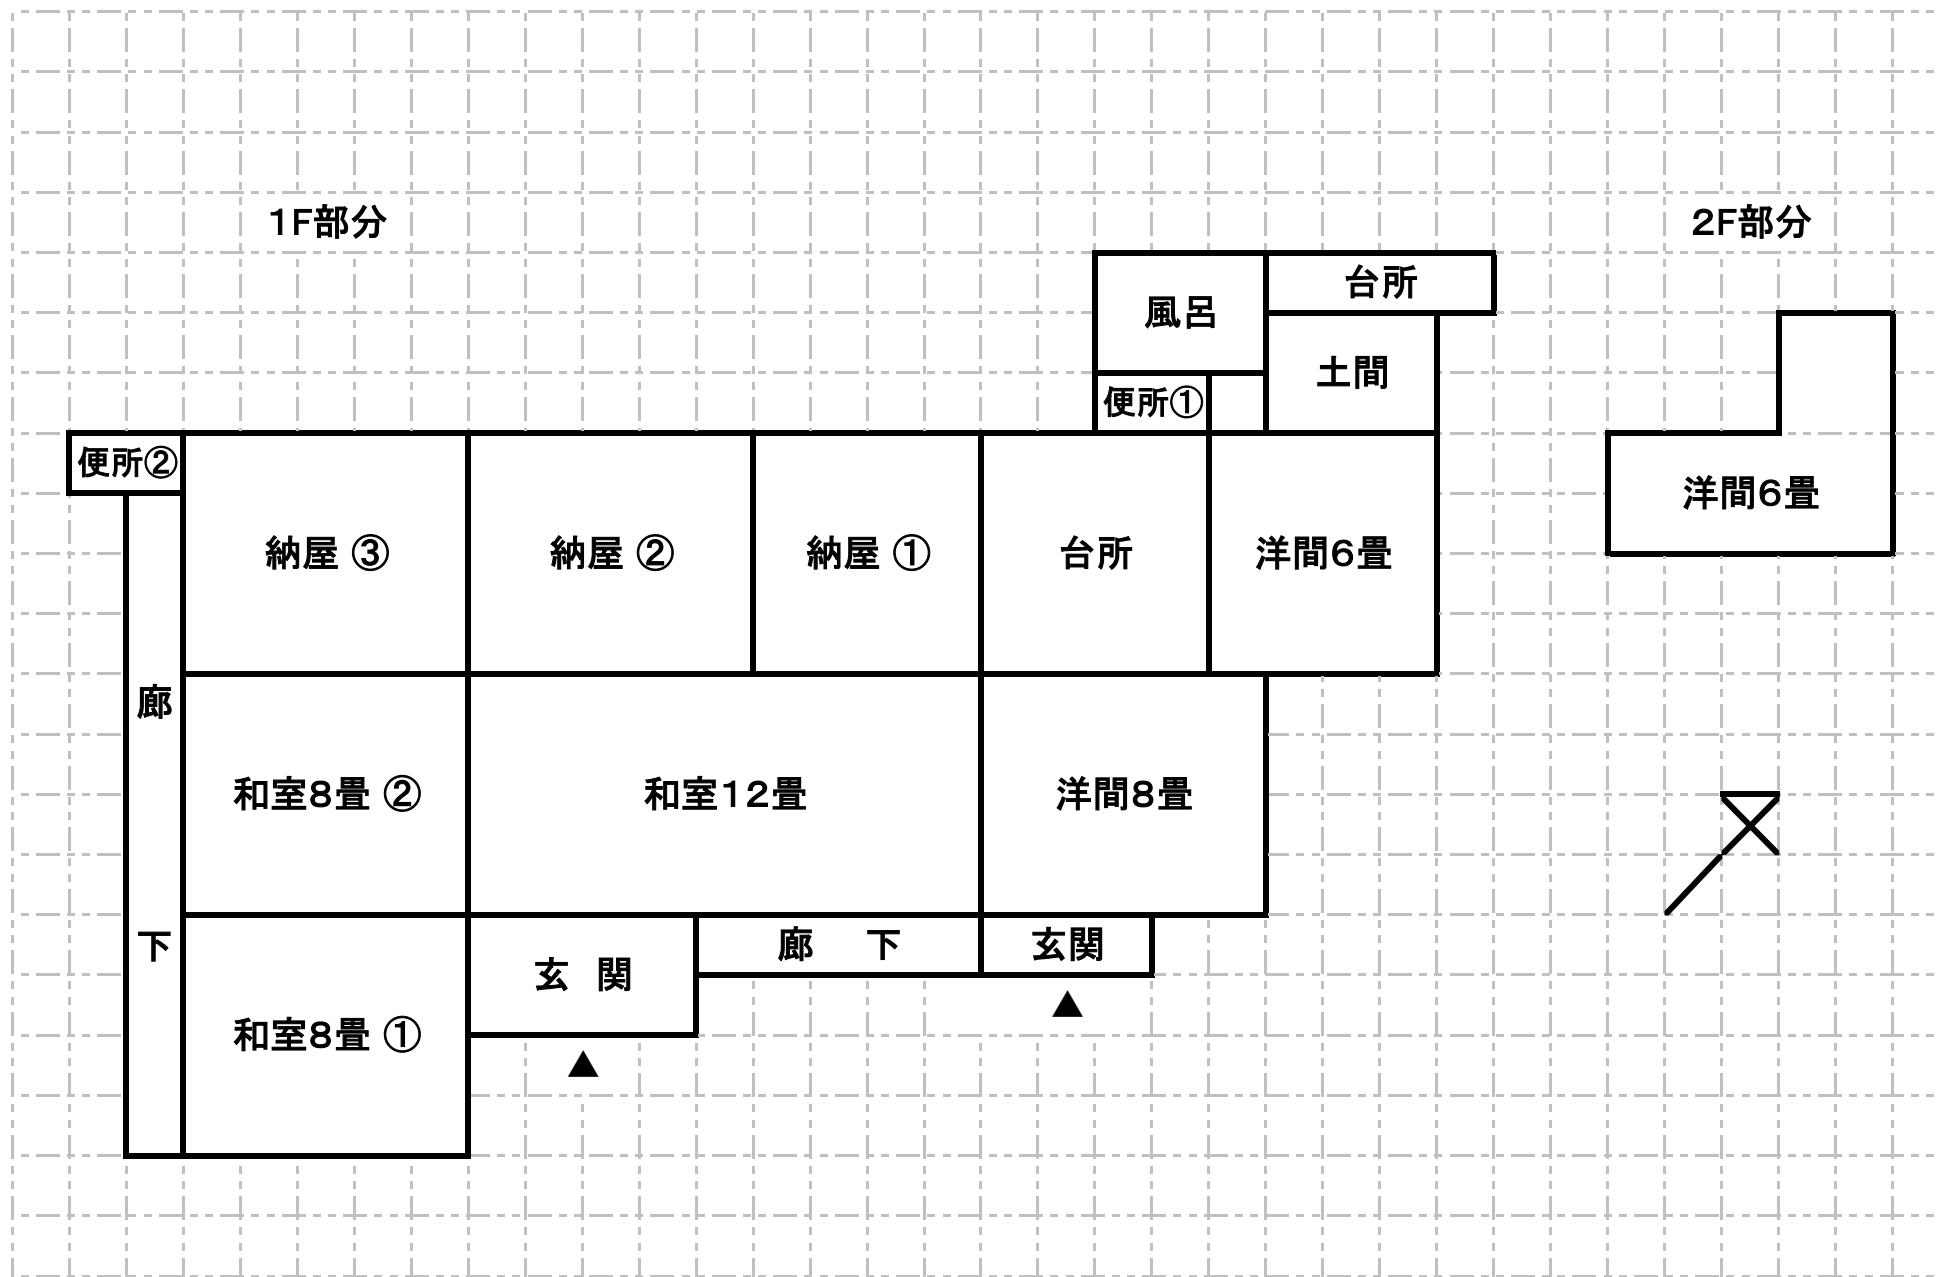 1F部分
2F部分
風呂
台所
土間
便所①
便所②
納屋 ③
納屋 ②
納屋 ①
台所
洋間6畳
洋間6畳
廊
下
和室8畳 ②
和室12畳
洋間8畳
和室8畳 ①
玄 関
廊 下
玄関